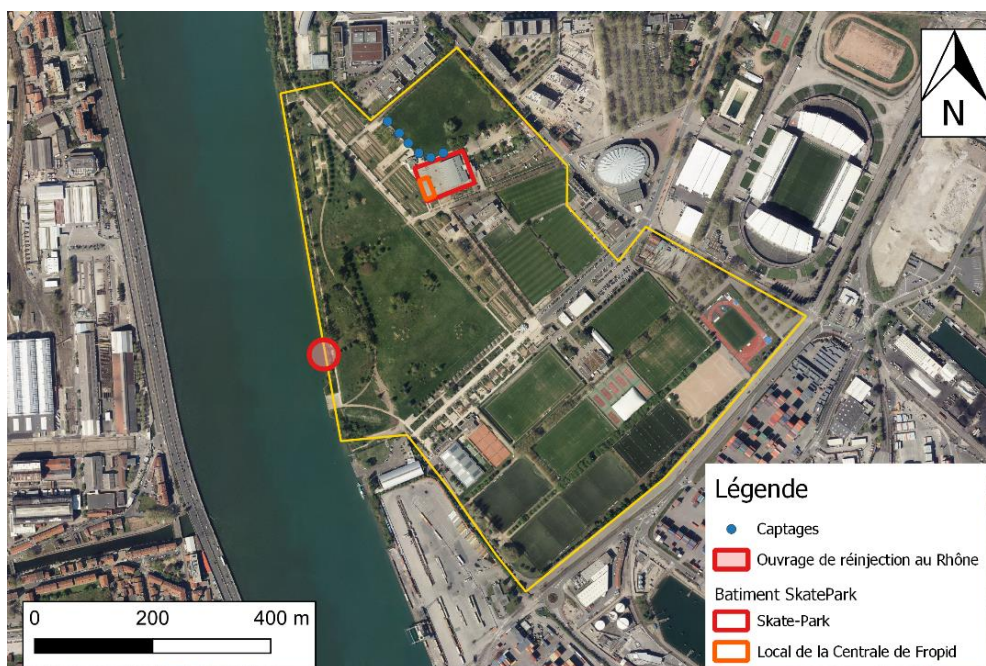 N
Légende
Captages
Ouvrage de réinjection au Rhône
Batiment SkatePark
Skate-Park
Local de la Centrale de Fropid
0 200 400 m